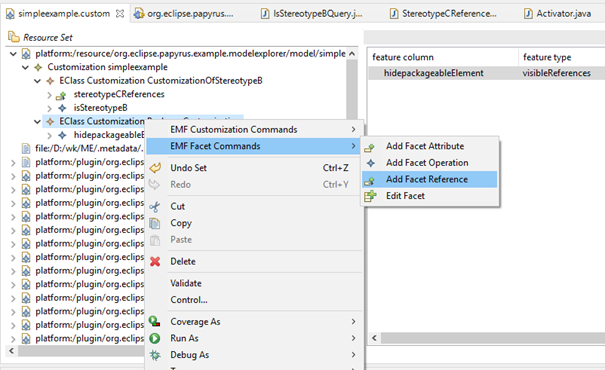 simpleexample.custom
org.eclipse.papyrus....
IsStereotypeBQuery.j...
StereotypeCReference...
Activator.java
Resource Set
platform:/resource/org.eclipse.papyrus.example.modelexplorer/model/simple
Customization simpleexample
EClass Customization CustomizationOfStereotypeB
stereotypeCReferences
isStereotypeB
EClass Customization
hidepackageableE
file:/D:/wk/ME/.metadata/.
platform:/plugin/org.eclips
platform:/plugin/org.eclips
platform:/plugin/org.eclips
platform:/plugin/org.eclips
platform:/plugin/org.eclips
platform:/plugin/org.eclips
platform:/plugin/org.eclips
platform:/plugin/org.eclips
platform:/plugin/org.eclips
platform:/plugin/org.eclips
platform:/plugin/org.eclips
platform:/plugin/org.eclips
platform:/plugin/org.eclips
EMF Customization Commands
EMF Facet Commands
Undo Set Ctrl+Z
Redo Ctrl+Y
Cut
Copy
Paste
Delete
Validate
Control...
Coverage As
Run As
Debug As
Add Facet Attribute
Add Facet Operation
Add Facet Reference
Edit Facet
feature column feature type
hidepackageableElement visibleReferences